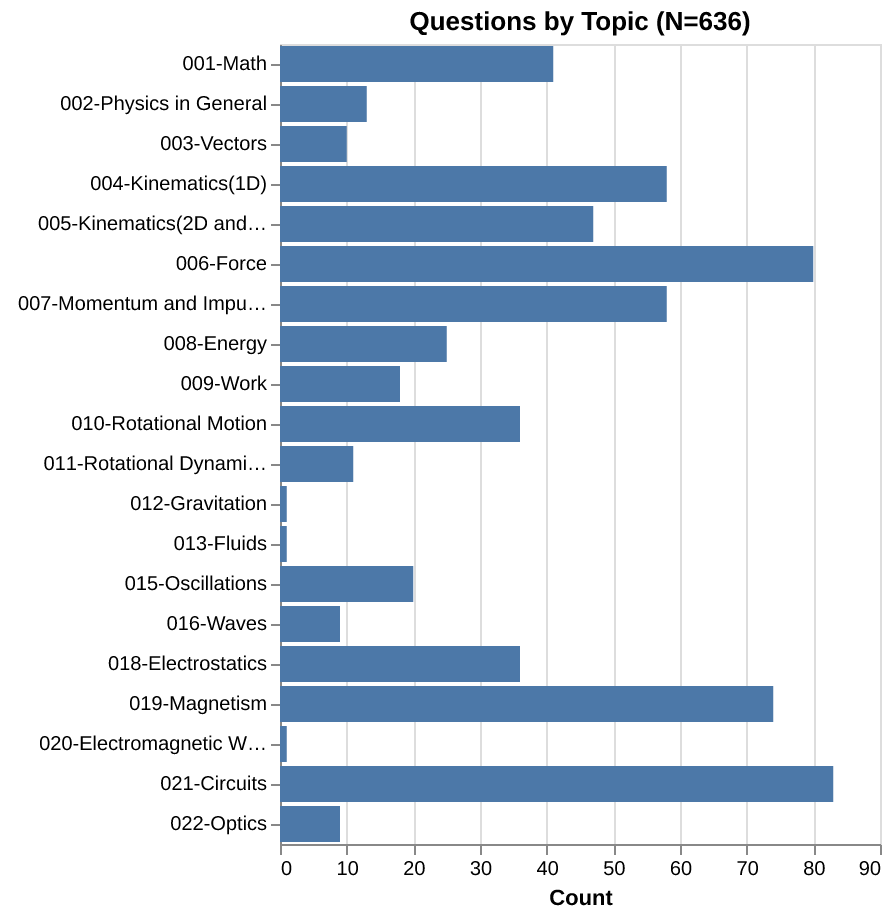 Questions by Topic (N=636)
001-Math
002-Physics in General
003-Vectors
004-Kinematics(1D)
005-Kinematics(2D and…
006-Force
007-Momentum and Impu…
008-Energy
009-Work
010-Rotational Motion
011-Rotational Dynami…
012-Gravitation
013-Fluids
015-Oscillations
016-Waves
018-Electrostatics
019-Magnetism
020-Electromagnetic W…
021-Circuits
022-Optics
0 10 20 30 40 50 60 70 80 90
Count